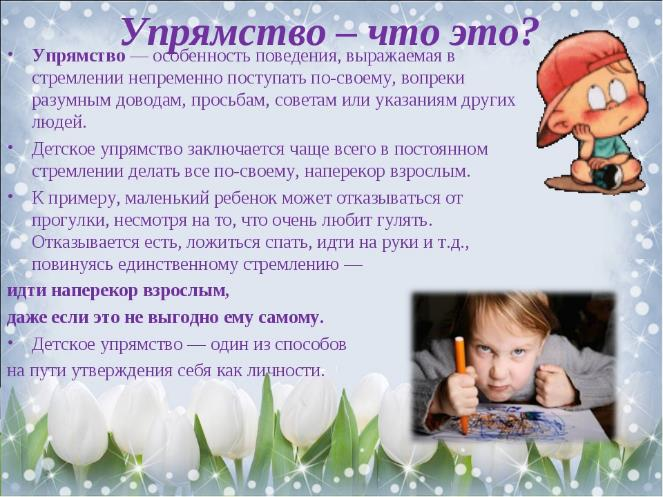 Упрямство – что это?
• Упрямство — особенность поведения, выражаемая в
стремлении непременно поступать по-своему, вопреки
разумным доводам, просьбам, советам или указаниям других
людей.
• Детское упрямство заключается чаще всего в постоянном
стремлении делать все по-своему, наперекор взрослым.
• К примеру, маленький ребенок может отказываться от
прогулки, несмотря на то, что очень любит гулять.
Отказывается есть, ложиться спать, идти на руки и т.д.,
повинуясь единственному стремлению —
идти наперекор взрослым,
даже если это не выгодно ему самому.
• Детское упрямство — один из способов
на пути утверждения себя как личности.